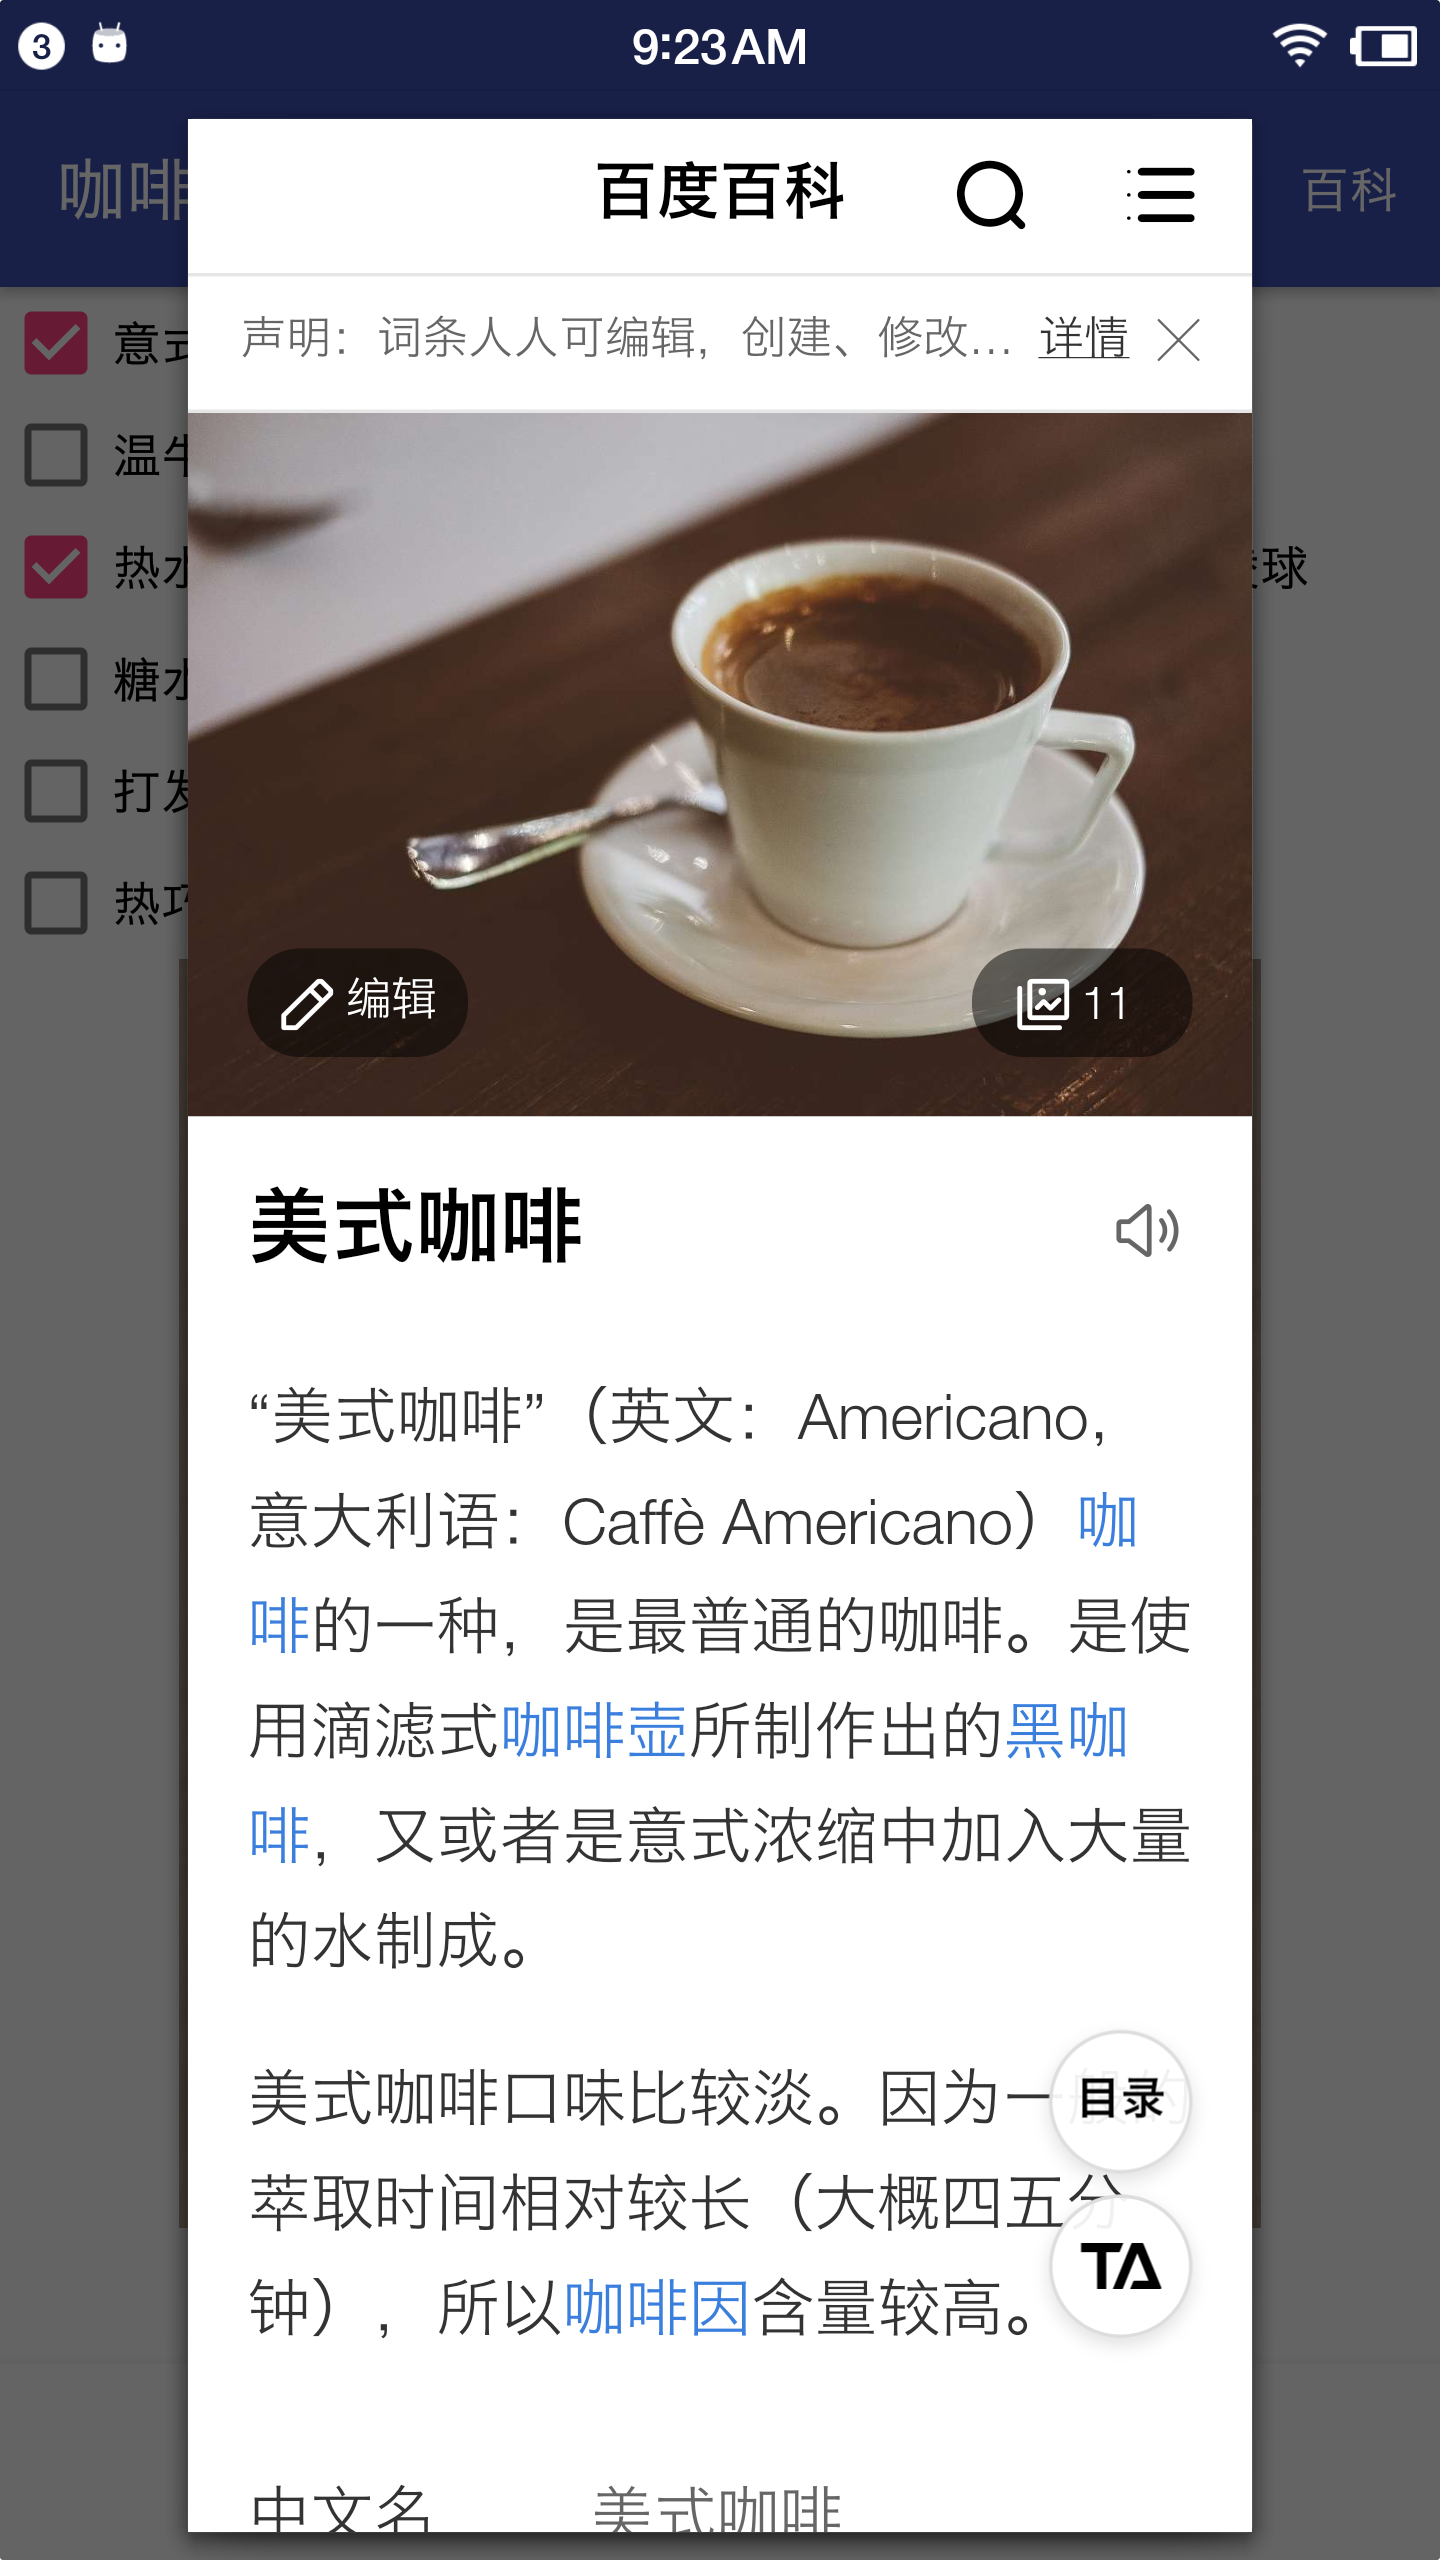 3
9:23 AM
咖啡
百度百科
百科
声明：词条人人可编辑，创建、修改... 详情
意式
温牛
热水
球
糖水
打发
热巧
编辑
11
美式咖啡
“美式咖啡”（英文：Americano，
意大利语：Caffè Americano）咖
啡的一种，是最普通的咖啡。是使
用滴滤式咖啡壶所制作出的黑咖
啡，又或者是意式浓缩中加入大量
的水制成。
美式咖啡口味比较淡。因为一般的
目录
萃取时间相对较长（大概四五分
TA
钟），所以咖啡因含量较高。
中文名 美式咖啡